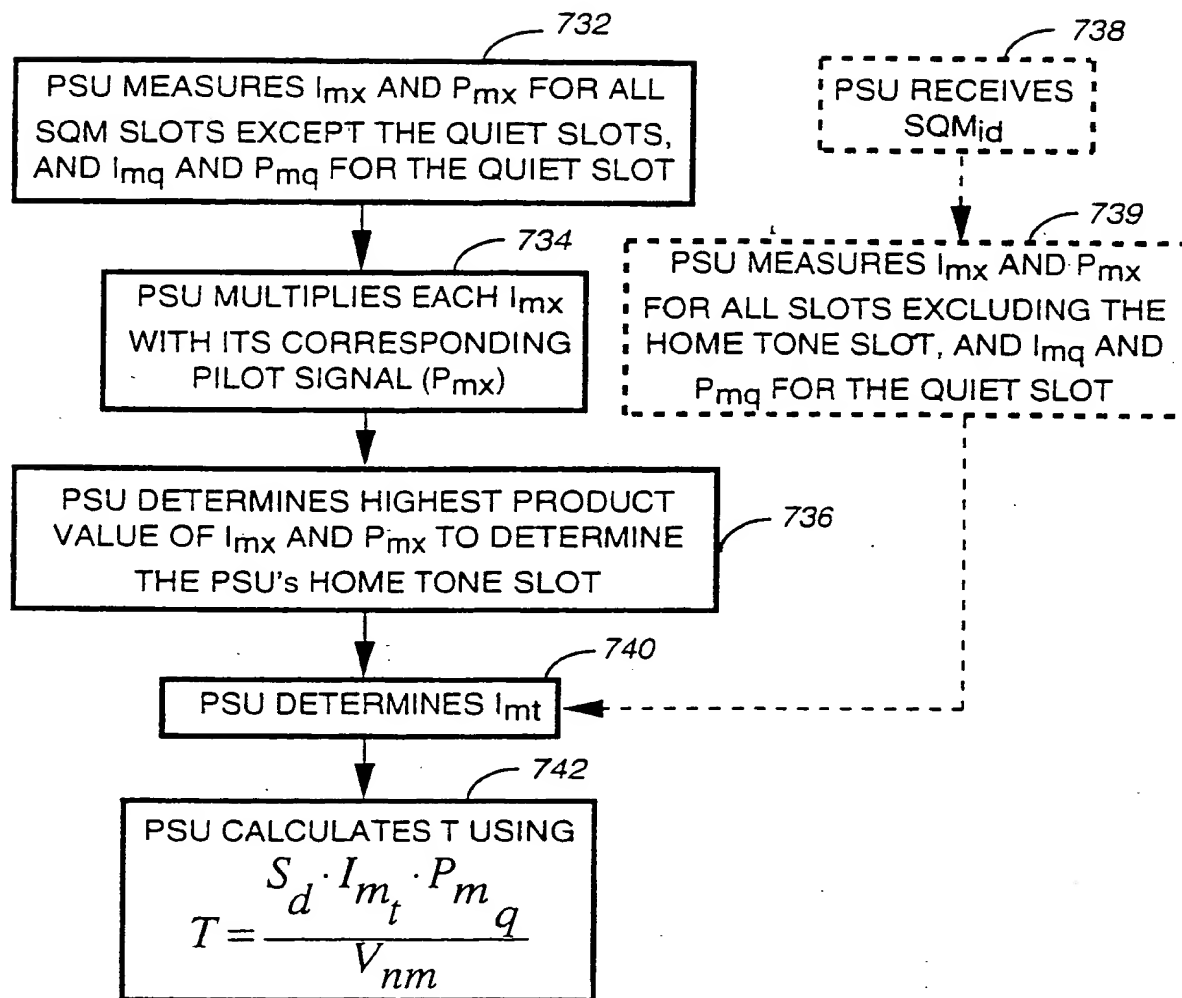 732
PSU MEASURES Imx AND Pmx FOR ALL
SQM SLOTS EXCEPT THE QUIET SLOTS,
AND Imq AND Pmq FOR THE QUIET SLOT
734
PSU MULTIPLIES EACH Imx
WITH ITS CORRESPONDING
PILOT SIGNAL (Pmx)
PSU DETERMINES HIGHEST PRODUCT
VALUE OF Imx AND Pmx TO DETERMINE
THE PSU's HOME TONE SLOT
736
738
PSU RECEIVES
SQMid
739
PSU MEASURES Imx AND Pmx
FOR ALL SLOTS EXCLUDING THE
HOME TONE SLOT, AND Imq AND
Pmq FOR THE QUIET SLOT
740
PSU DETERMINES Imt
742
PSU CALCULATES T USING
T = Sd · Imt · Pmq / Vnm